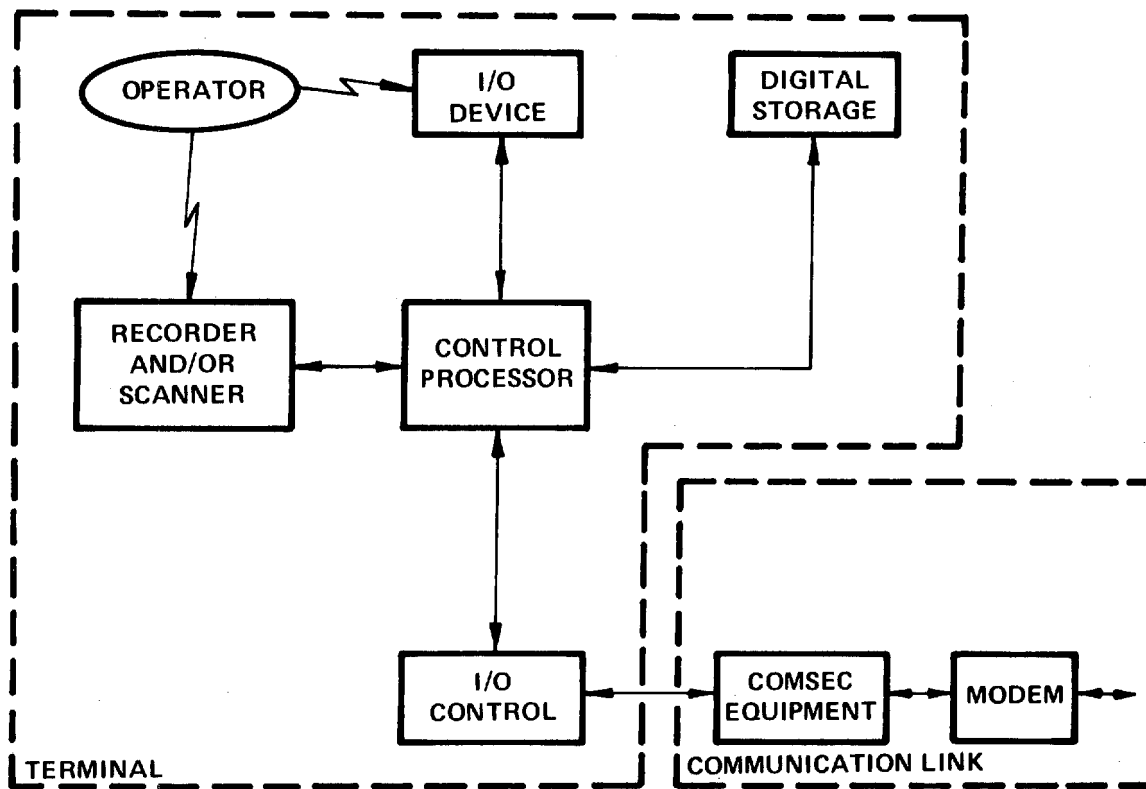 OPERATOR
I/O
DEVICE
DIGITAL
STORAGE
RECORDER
AND/OR
SCANNER
CONTROL
PROCESSOR
I/O
CONTROL
COMSEC
EQUIPMENT
MODEM
TERMINAL
COMMUNICATION LINK